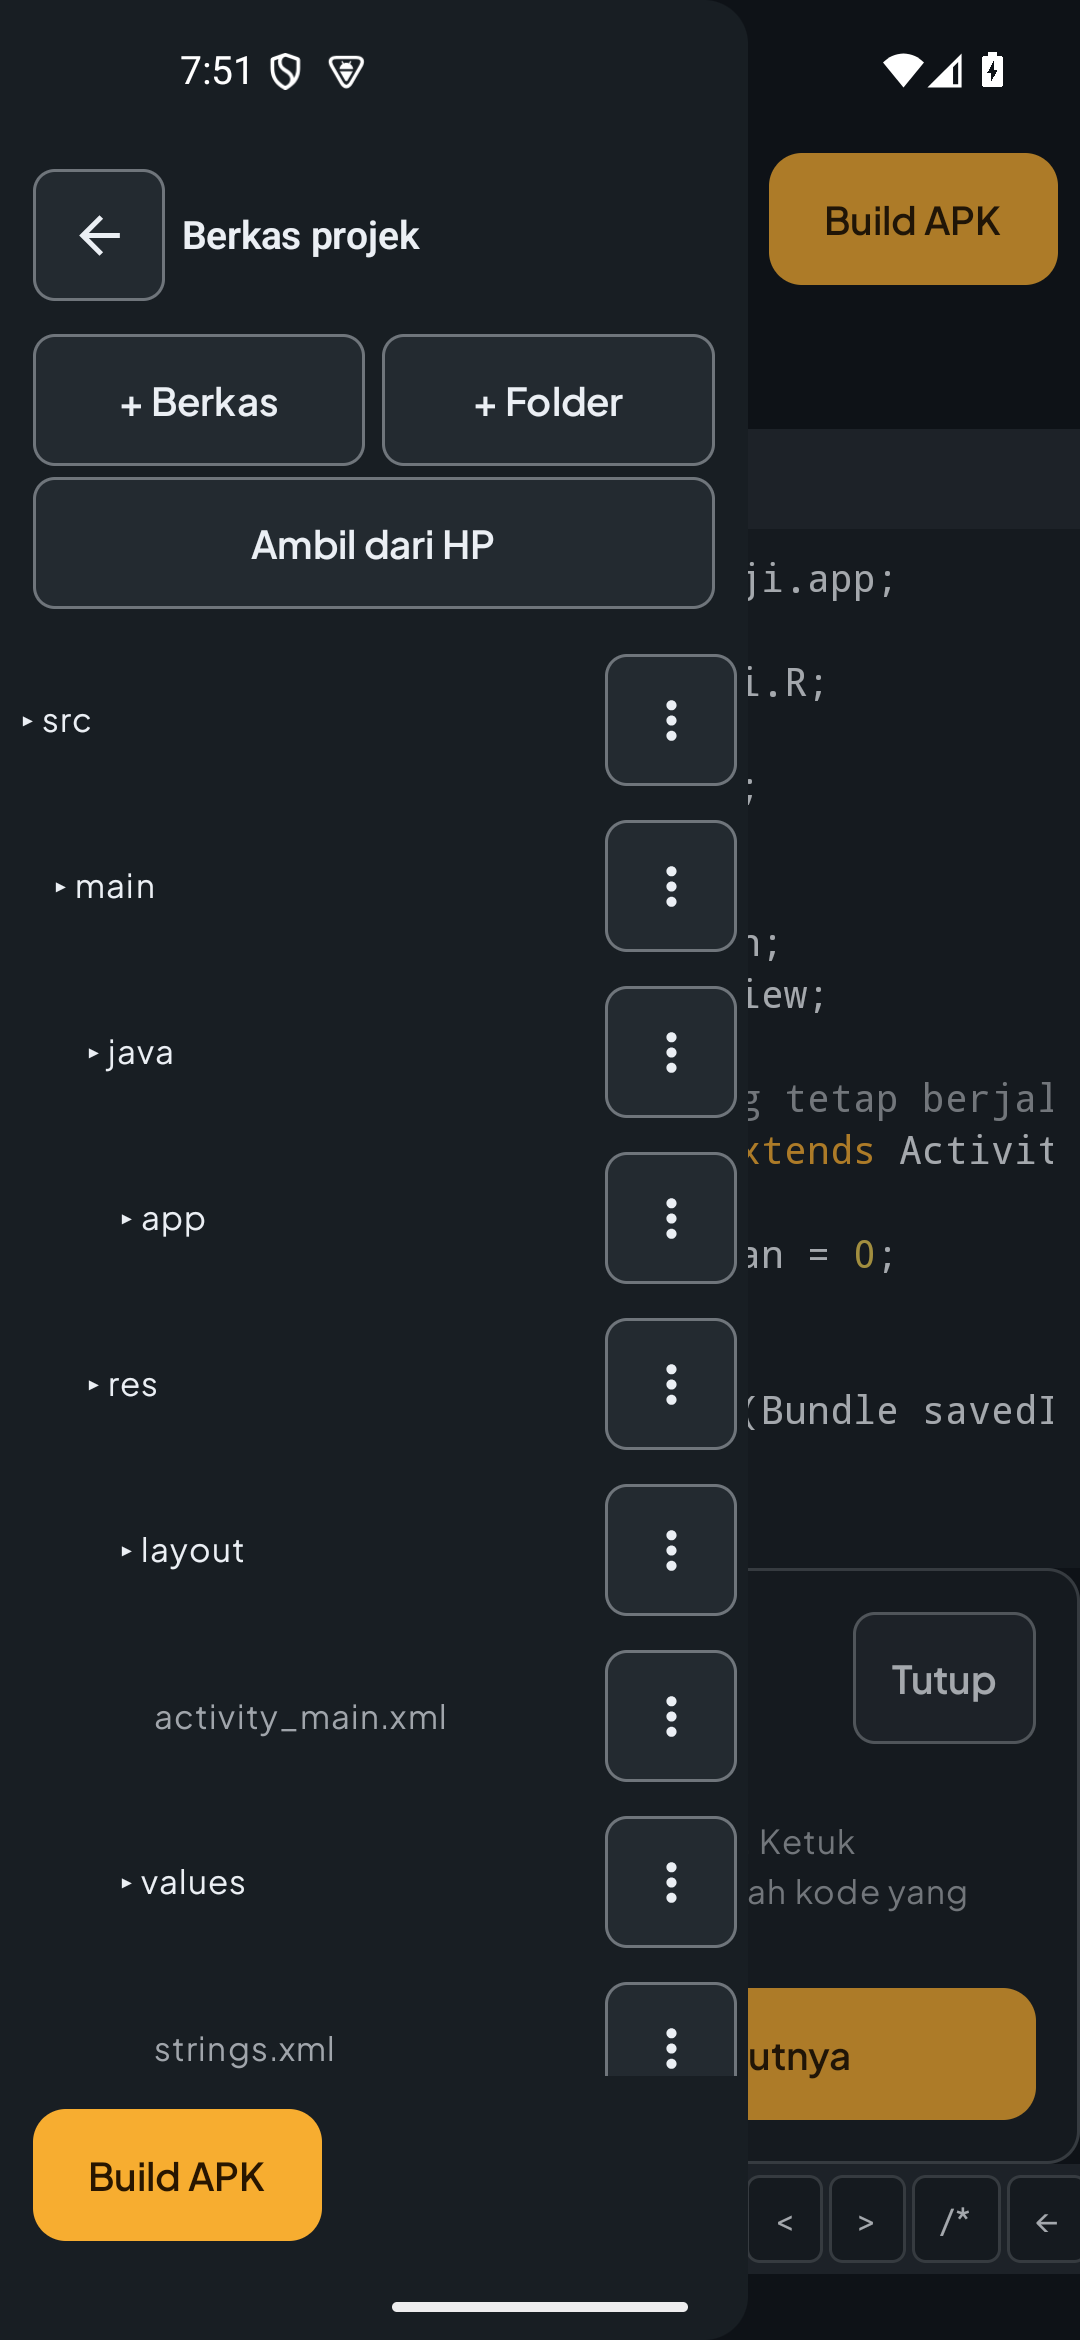 7:51
Build APK
Berkas projek
+ Berkas
+ Folder
Ambil dari HP
ji.app;
i.R;
src
;
main
n;
iew;
java
g tetap berjal
xtends Activit
app
an = 0;
res
(Bundle savedI
layout
Tutup
activity_main.xml
Ketuk
values
ah kode yang
strings.xml
utnya
Build APK
< > /* ←